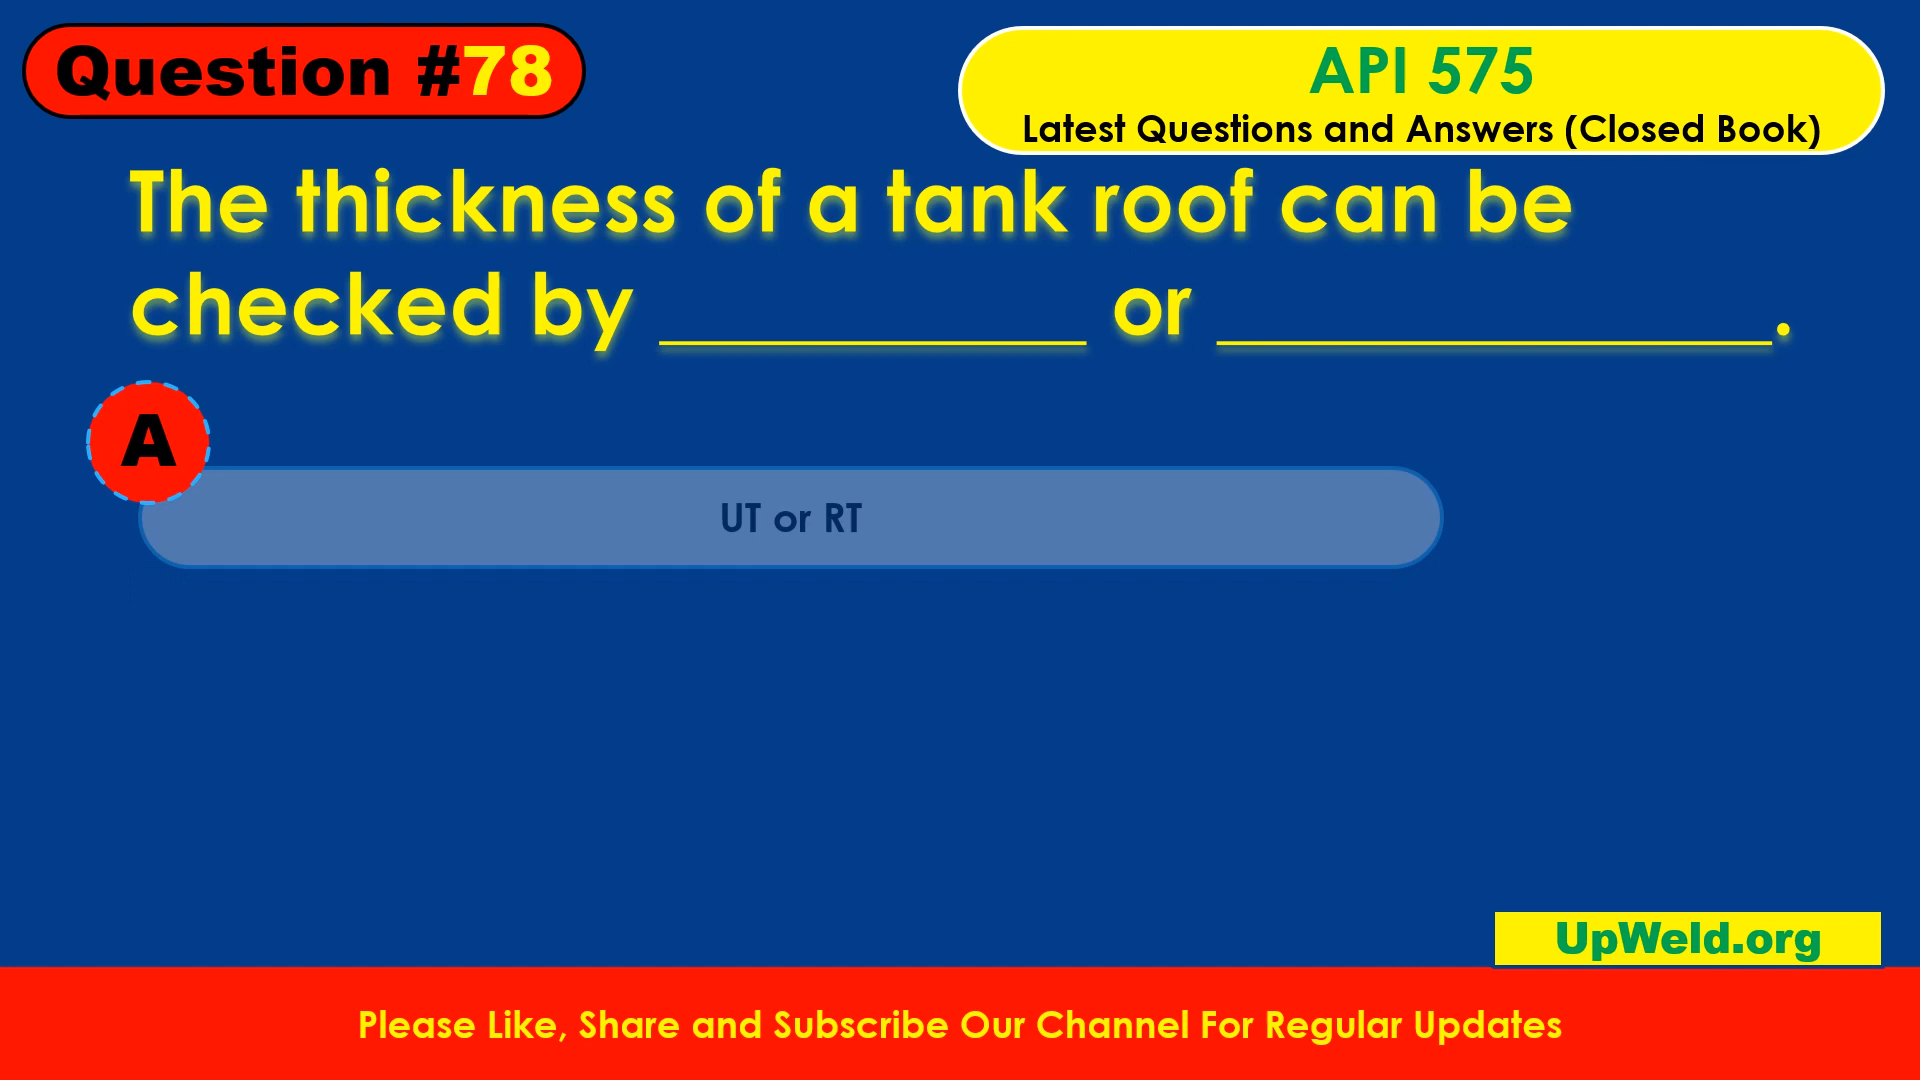 Question #78
API 575
Latest Questions and Answers (Closed Book)
The thickness of a tank roof can be
checked by __________ or _____________.
A
UT or RT
UpWeld.org
Please Like, Share and Subscribe Our Channel For Regular Updates